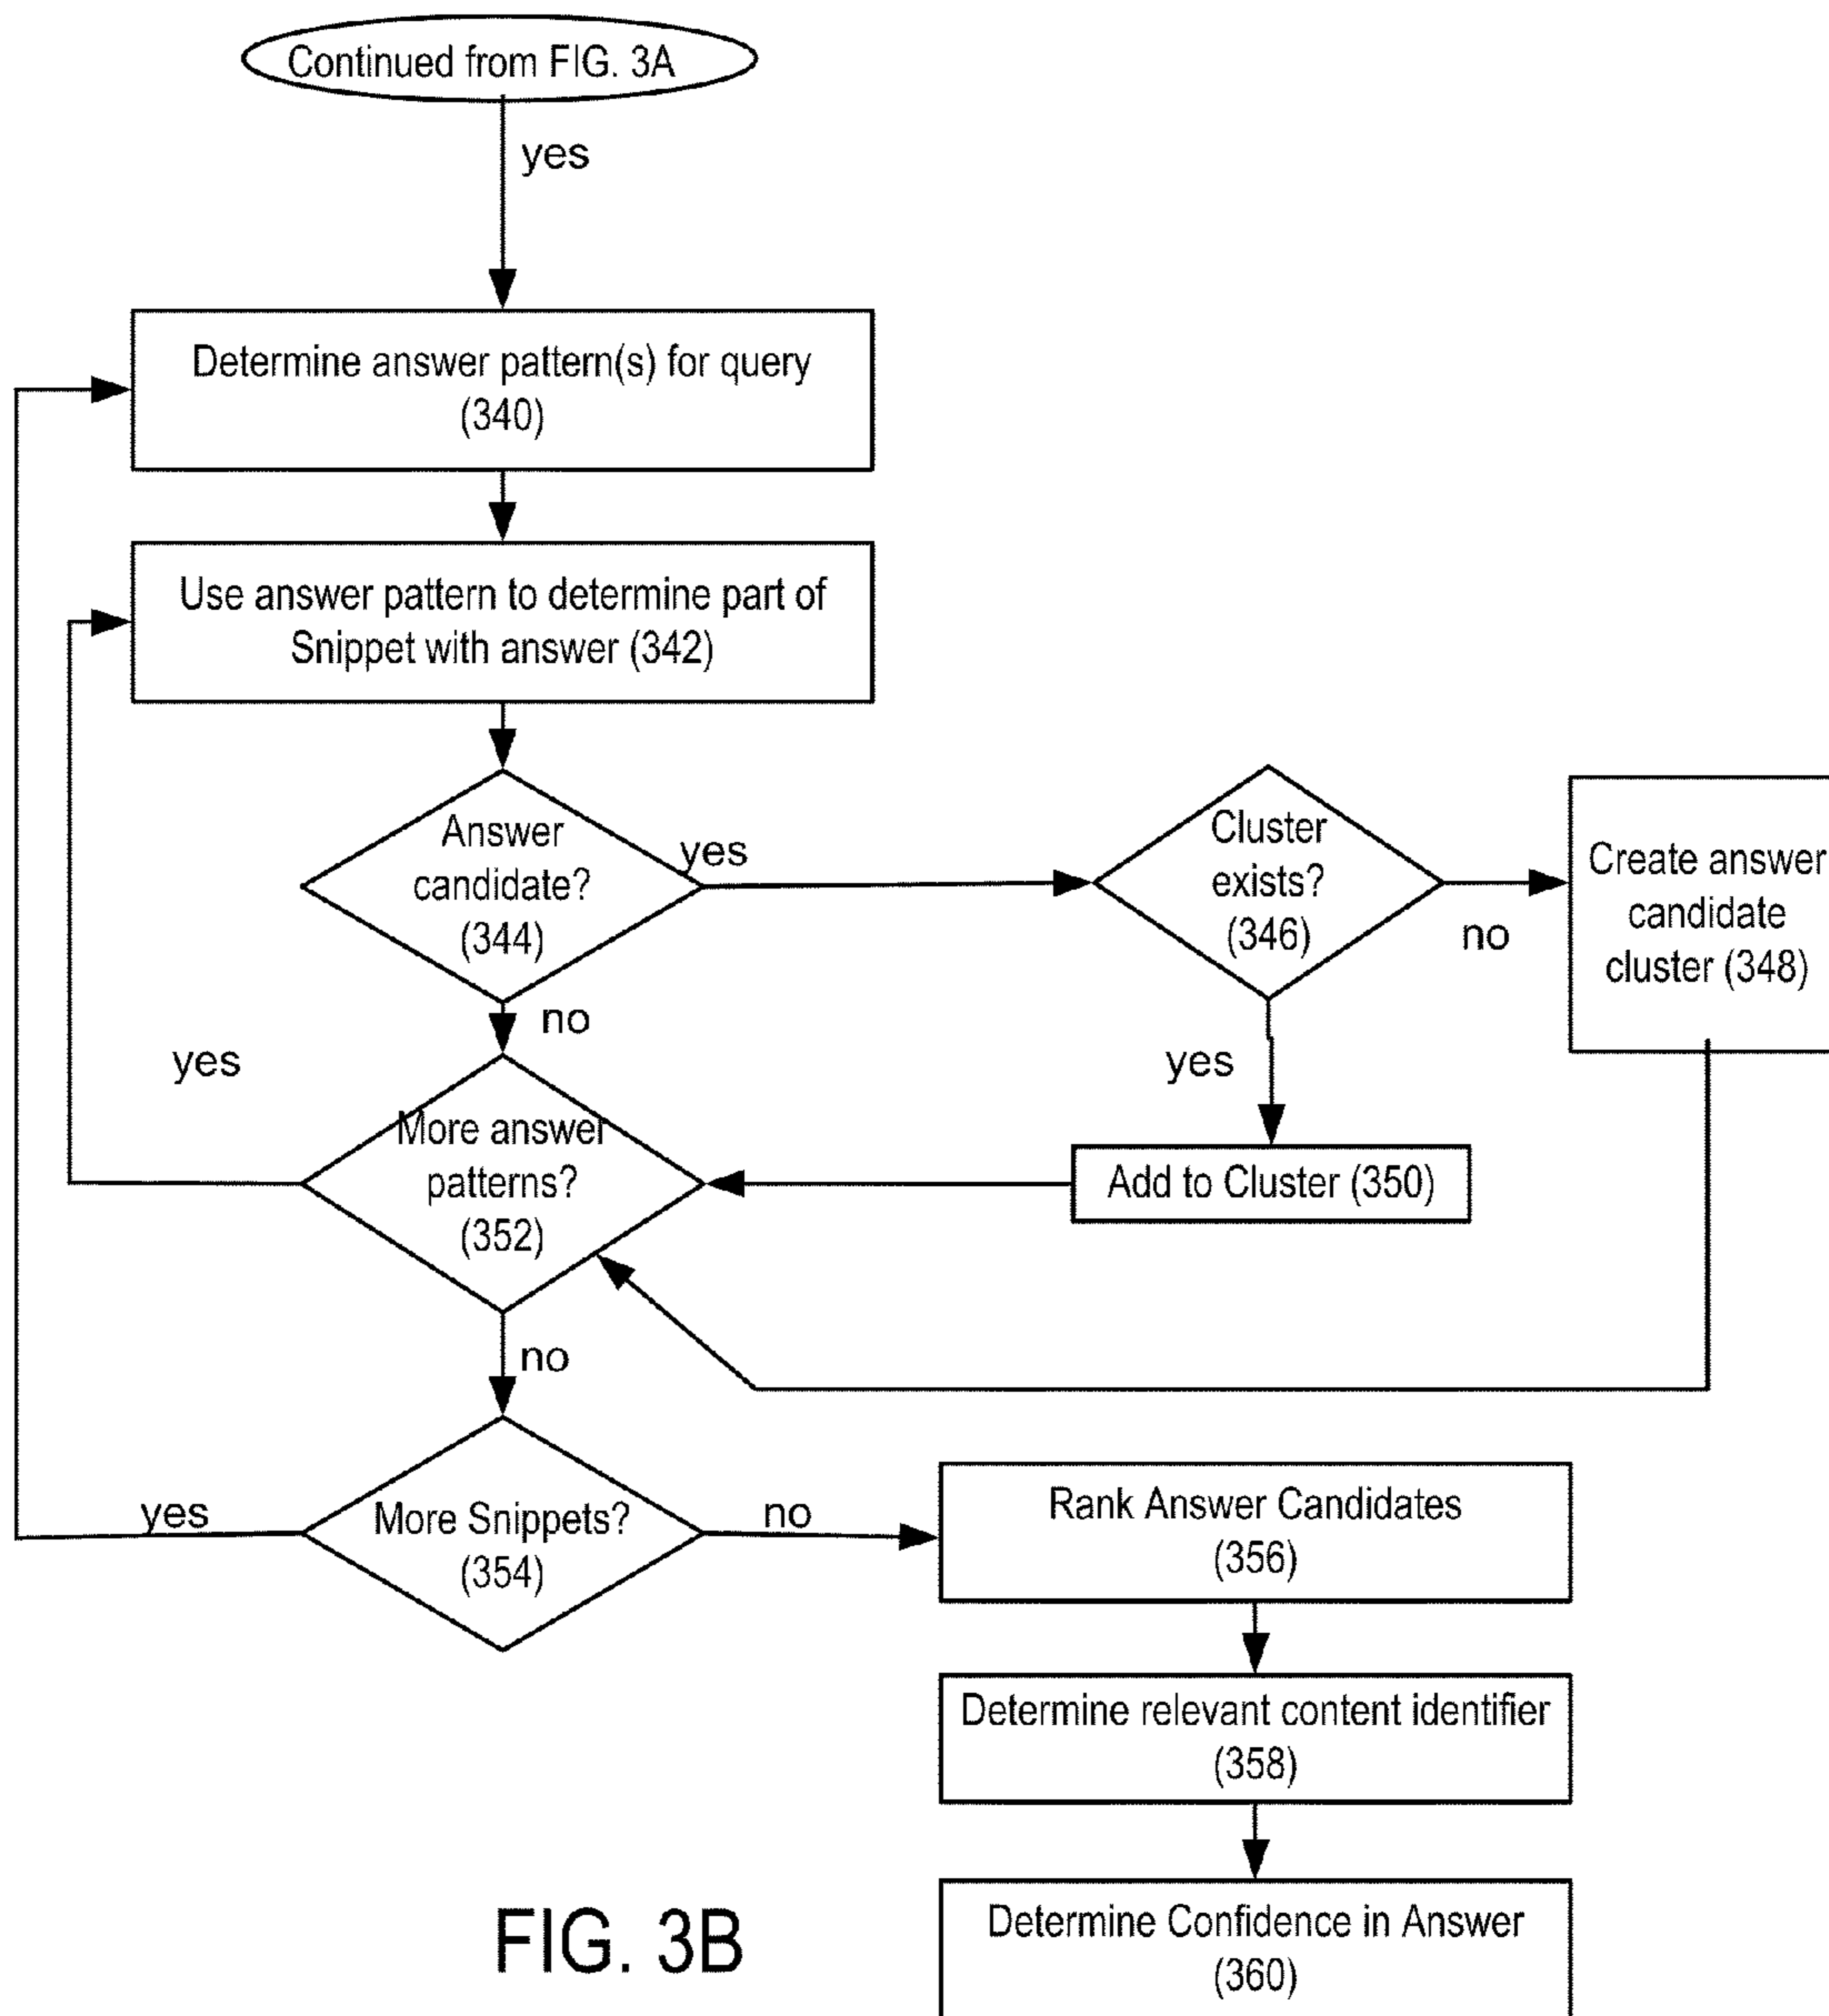 Continued from FIG. 3A
yes
Determine answer pattern(s) for query
(340)
Use answer pattern to determine part of
Snippet with answer (342)
Answer
candidate?
(344)
yes
Cluster
exists?
(346)
no
Create answer
candidate
cluster (348)
no
yes
yes
More answer
patterns?
(352)
Add to Cluster (350)
no
yes
More Snippets?
(354)
no
Rank Answer Candidates
(356)
Determine relevant content identifier
(358)
Determine Confidence in Answer
(360)
FIG. 3B